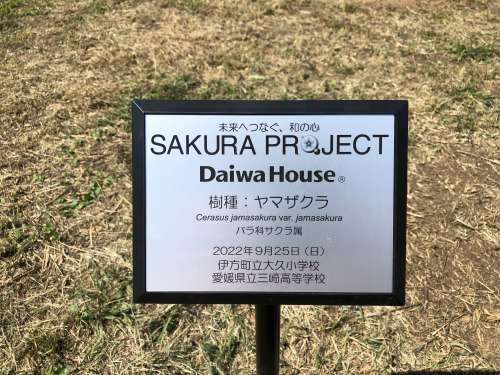 未来へつなぐ、和の心
SAKURA PROJECT
Daiwa House ®
樹種：ヤマザクラ
Cerasus jamasakura var. jamasakura
バラ科サクラ属
2022年9月25日（日）
伊方町立大久小学校
愛媛県立三崎高等学校